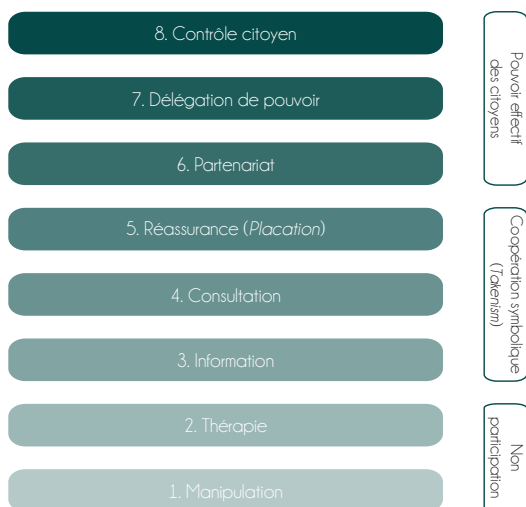 8. Contrôle citoyen
7. Délégation de pouvoir
6. Partenariat
Pouvoir effectif
des citoyens
5. Réassurance (Placation)
4. Consultation
3. Information
Coopération symbolique
(Takenism)
2. Thérapie
1. Manipulation
Non
participation